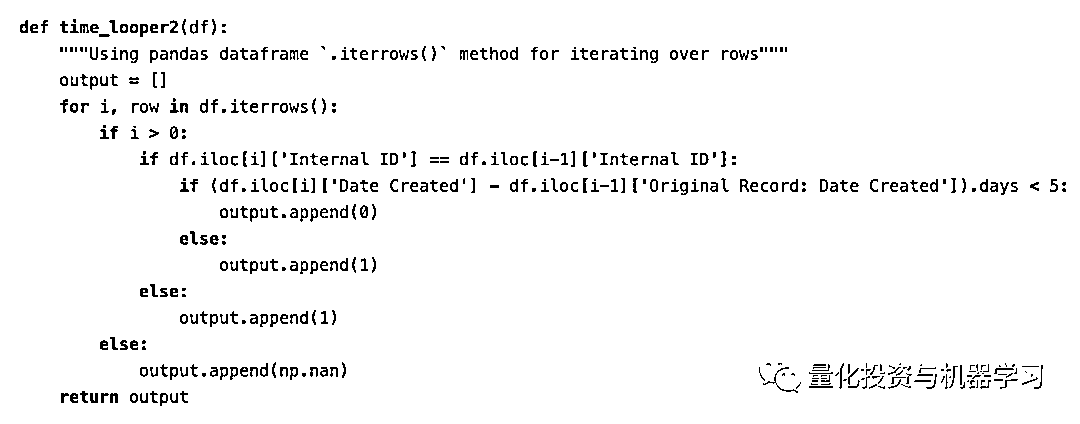 def time_looper2(df):
    """Using pandas dataframe `.iterrows()` method for iterating over rows"""
    output = []
    for i, row in df.iterrows():
        if i > 0:
            if df.iloc[i]['Internal ID'] == df.iloc[i-1]['Internal ID']:
                if (df.iloc[i]['Date Created'] - df.iloc[i-1]['Original Record: Date Created']).days < 5:
                    output.append(0)
                else:
                    output.append(1)
            else:
                output.append(1)
        else:
            output.append(np.nan)
    return output
量化投资与机器学习